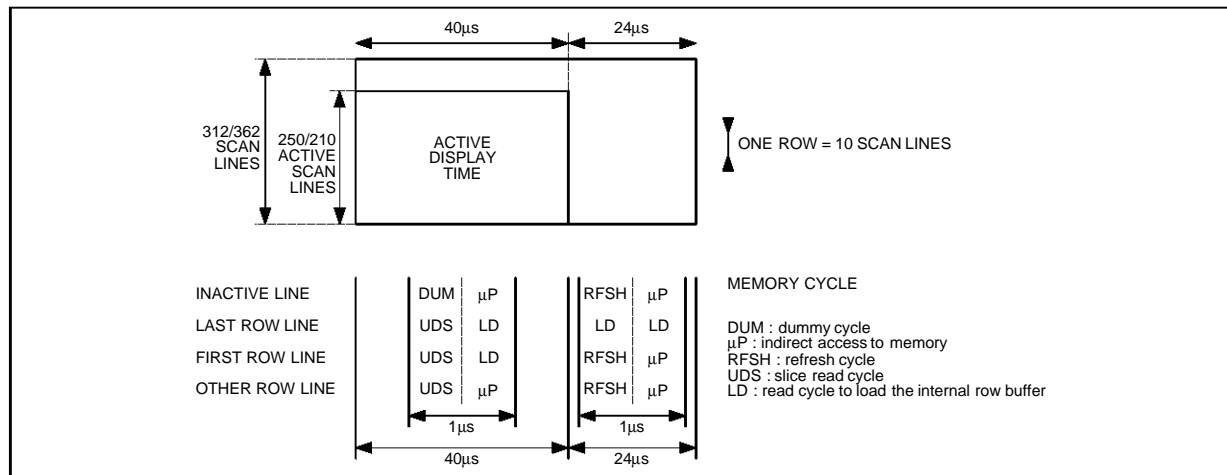 40μs
24μs
312/362
SCAN
LINES
250/210
ACTIVE
SCAN
LINES
ACTIVE
DISPLAY
TIME
ONE ROW = 10 SCAN LINES
INACTIVE LINE DUM μP RFSH μP
LAST ROW LINE UDS LD LD LD
FIRST ROW LINE UDS LD RFSH μP
OTHER ROW LINE UDS μP RFSH μP
1μs
1μs
40μs
24μs
MEMORY CYCLE
DUM : dummy cycle
μP : indirect access to memory
RFSH : refresh cycle
UDS : slice read cycle
LD : read cycle to load the internal row buffer